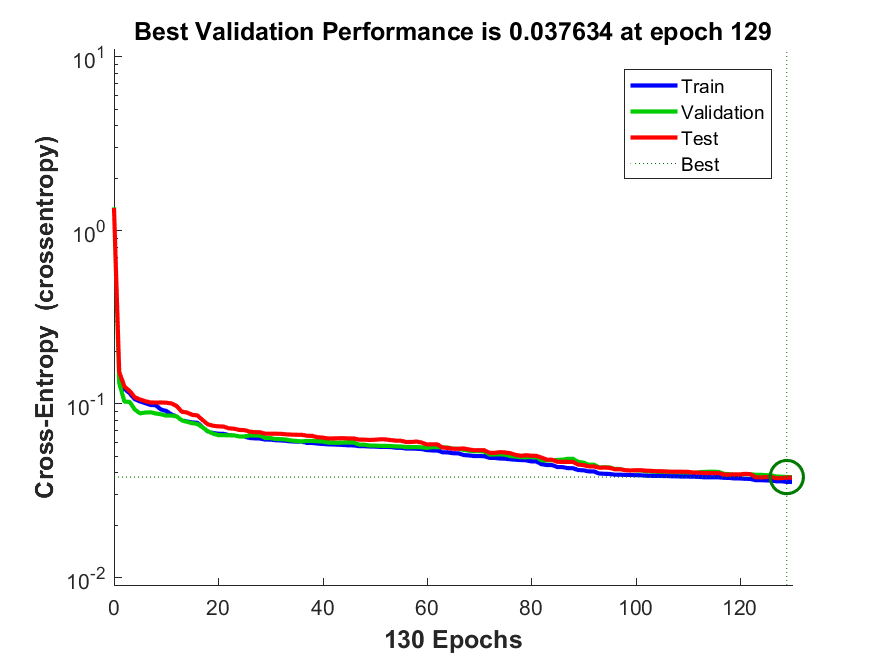 Best Validation Performance is 0.037634 at epoch 129
10^1
10^0
10^-1
10^-2
Cross-Entropy (crossentropy)
Train
Validation
Test
Best
0 20 40 60 80 100 120
130 Epochs